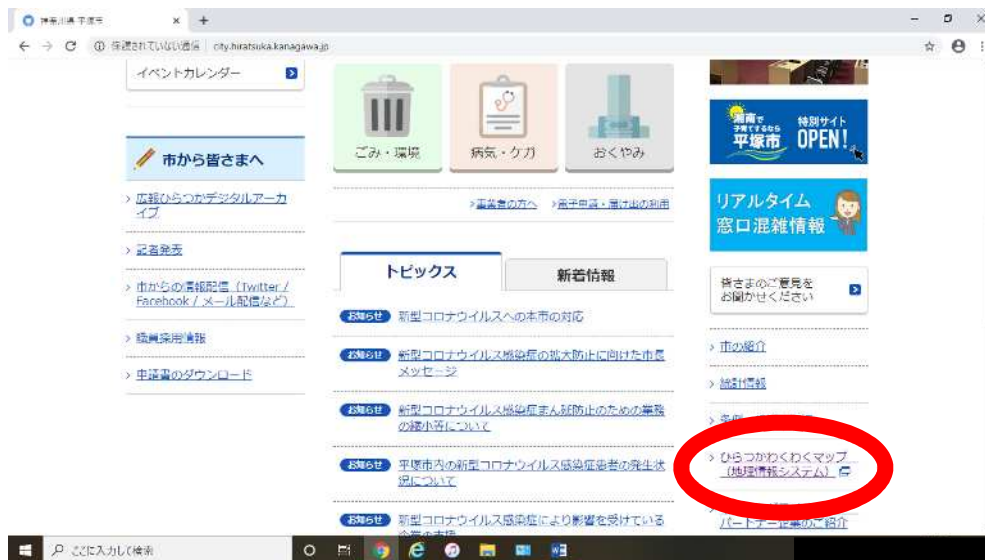 神奈川県 平塚市
保護されていない通信 | city.hiratsuka.kanagawa.jp
イベントカレンダー
市から皆さまへ
広報ひらつかデジタルアーカ
イブ
記者発表
市からの情報配信（Twitter /
Facebook / メール配信など）
職員採用情報
申請書のダウンロード
ごみ・環境
病気・ケガ
おくやみ
事業者の方へ
電子申請・届け出の利用
トピックス
新着情報
お知らせ 新型コロナウイルスへの本市の対応
お知らせ 新型コロナウイルス感染症の拡大防止に向けた市長
メッセージ
お知らせ 新型コロナウイルス感染症まん延防止のための業務
の縮小等について
お知らせ 平塚市内の新型コロナウイルス感染症患者の発生状
況について
お知らせ 新型コロナウイルス感染症により影響を受けている
湘南で
子育てするなら
平塚市
特別サイト
OPEN!
リアルタイム
窓口混雑情報
皆さまのご意見を
お聞かせください
市の紹介
統計情報
ひらつかわくわくマップ
（地理情報システム）
パートナー企業のご紹介
ここに入力して検索